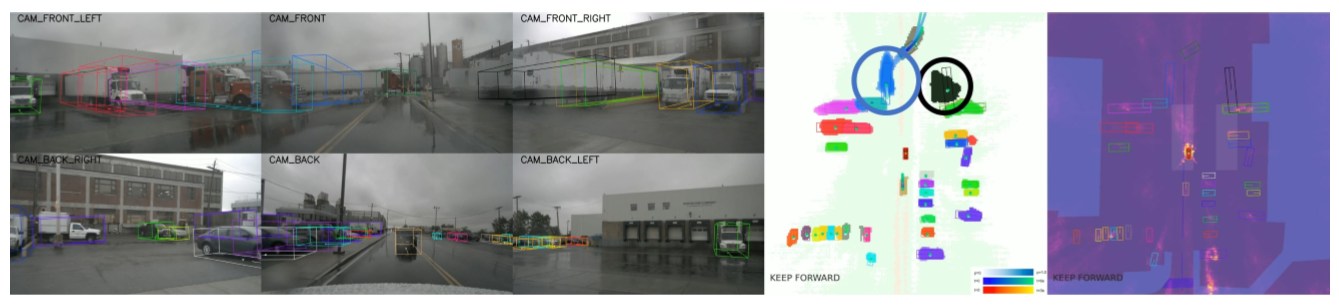 CAM_FRONT_LEFT
CAM_FRONT
CAM_FRONT_RIGHT
CAM_BACK_RIGHT
CAM_BACK
CAM_BACK_LEFT
KEEP FORWARD
KEEP FORWARD